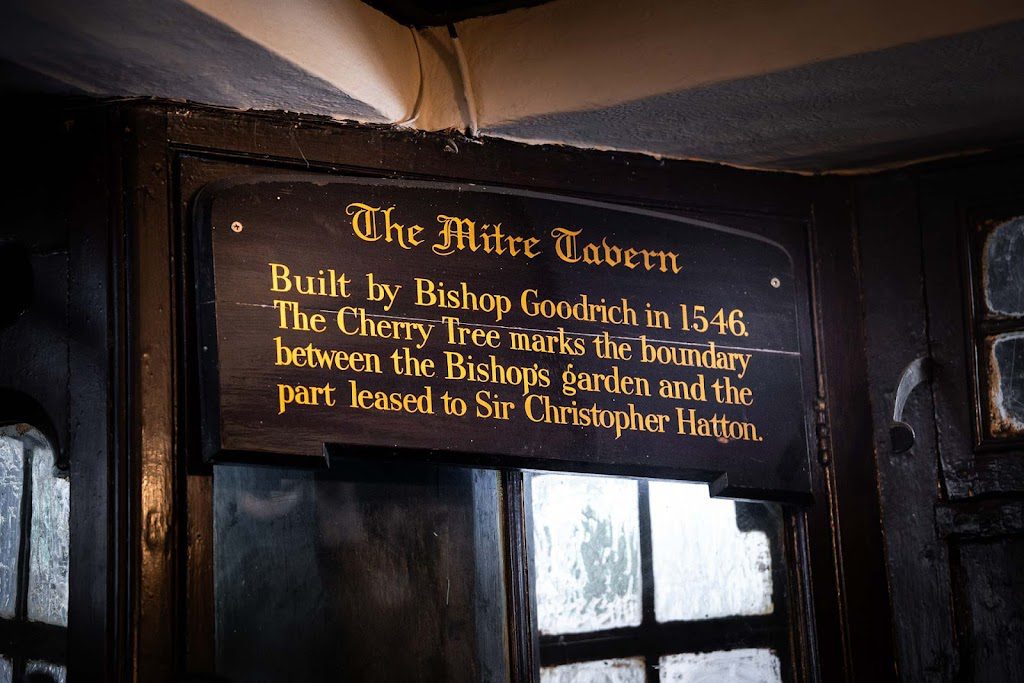 The Mitre Tavern
Built by Bishop Goodrich in 1546.
The Cherry Tree marks the boundary
between the Bishop's garden and the
part leased to Sir Christopher Hatton.